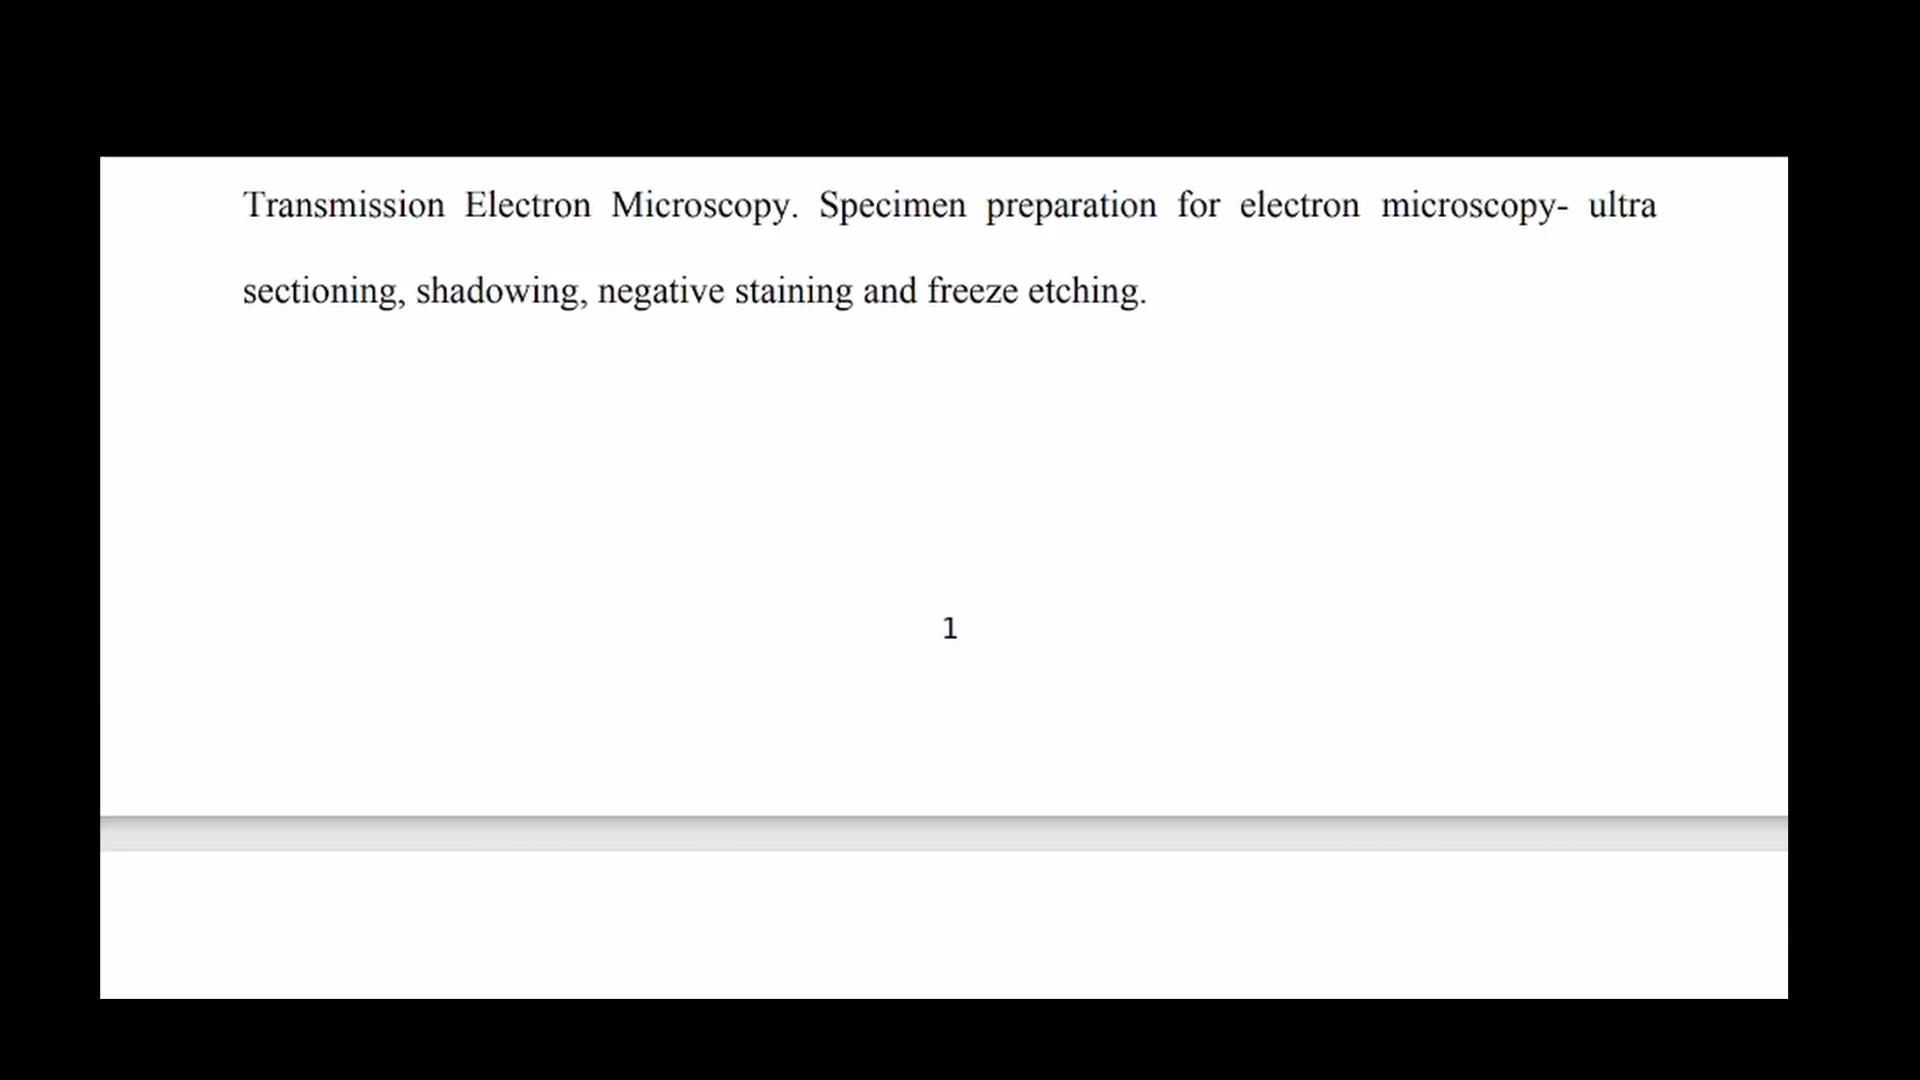 Transmission Electron Microscopy. Specimen preparation for electron microscopy- ultra
sectioning, shadowing, negative staining and freeze etching.
1